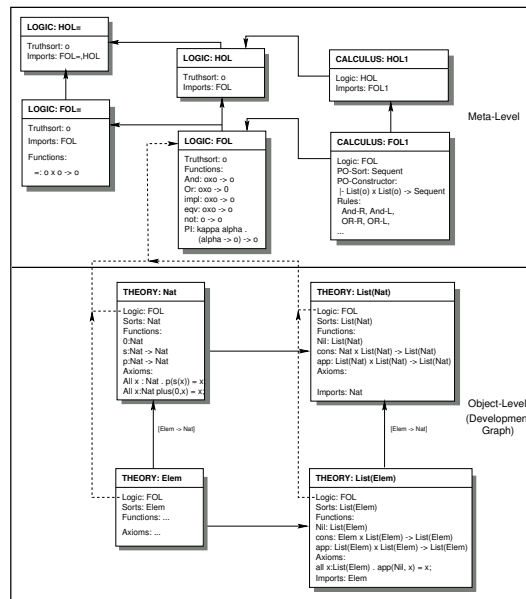 LOGIC: HOL=
Truthsort: o
Imports: FOL=,HOL
LOGIC: HOL
Truthsort: o
Imports: FOL
CALCULUS: HOL1
Logic: HOL
Imports: FOL1
Meta-Level
LOGIC: FOL=
Truthsort: o
Imports: FOL
Functions:
=: o x o -> o
LOGIC: FOL
Truthsort: o
Functions:
And: oxo -> o
Or: oxo -> 0
impl: oxo -> o
eqv: oxo -> o
not: o -> o
PI: kappa alpha .
(alpha -> o) -> o
CALCULUS: FOL1
Logic: FOL
PO-Sort: Sequent
PO-Constructor:
|- List(o) x List(o) -> Sequent
Rules:
And-R, And-L,
OR-R, OR-L,
...
THEORY: Nat
Logic: FOL
Sorts: Nat
Functions:
0:Nat
s:Nat -> Nat
p:Nat -> Nat
Axioms:
All x : Nat . p(s(x)) = x;
All x:Nat plus(0,x) = x;
THEORY: List(Nat)
Logic: FOL
Sorts: List(Nat)
Functions:
Nil: List(Nat)
cons: Nat x List(Nat) -> List(Nat)
app: List(Nat) x List(Nat) -> List(Nat)
Axioms:
Imports: Nat
Object-Level
(Development
Graph)
[Elem -> Nat]
[Elem -> Nat]
THEORY: Elem
Logic: FOL
Sorts: Elem
Functions: ...
Axioms: ...
THEORY: List(Elem)
Logic: FOL
Sorts: List(Elem)
Functions:
Nil: List(Elem)
cons: Elem x List(Elem) -> List(Elem)
app: List(Elem) x List(Elem) -> List(Elem)
Axioms:
all x:List(Elem) . app(Nil, x) = x;
Imports: Elem